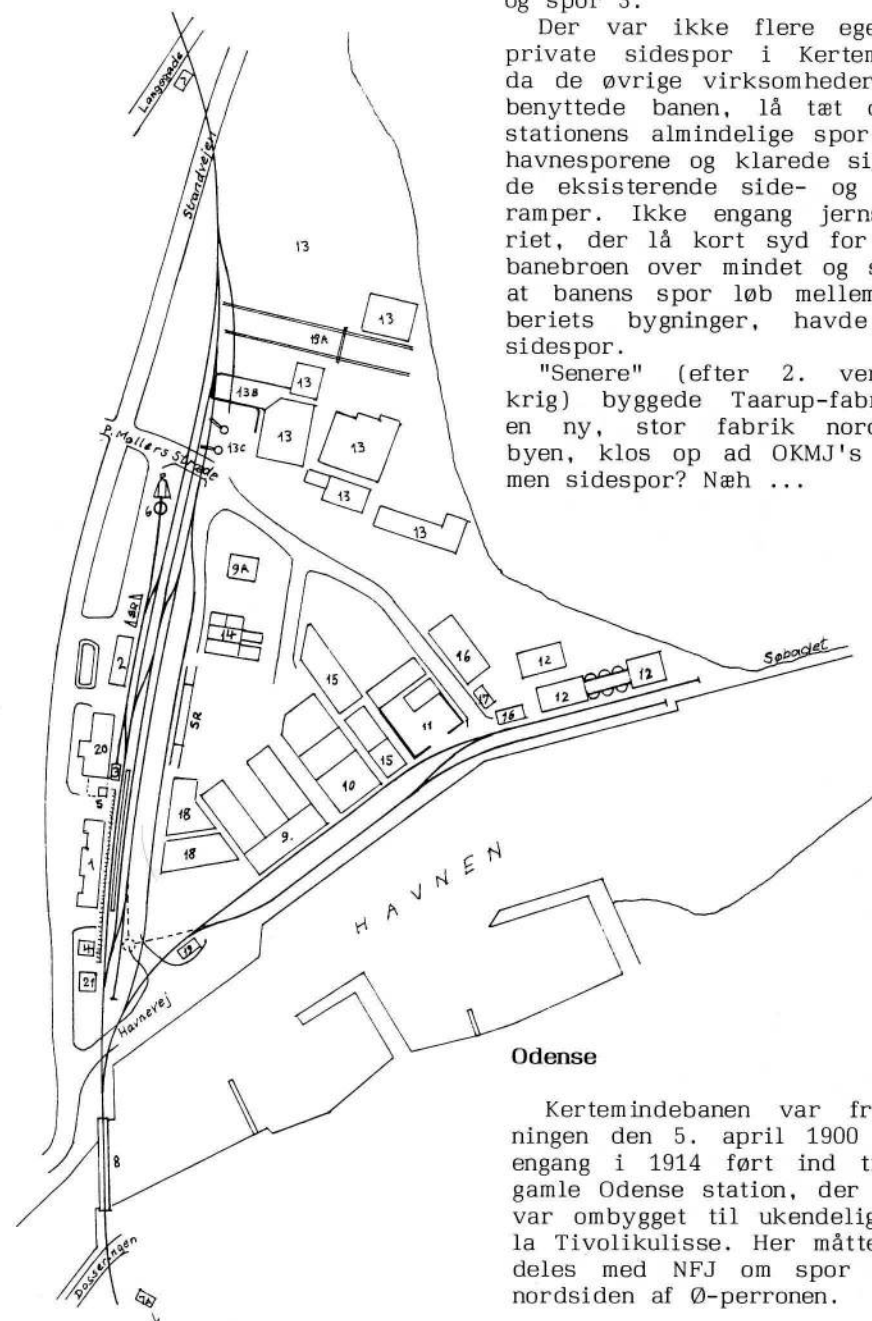 og spor 3.
Der var ikke flere ege
private sidespor i Kertem
da de øvrige virksomheder
benyttede banen, lå tæt
stationens almindelige spor
havnesporene og klarede si
de eksisterende side- og
ramper. Ikke engang jerns
riet, der lå kort syd for
banebroen over mindet og s
at banens spor løb mellem
beriets bygninger, havde
sidespor.
"Senere" (efter 2. ver
krig) byggede Taarup-fabr
en ny, stor fabrik nord
byen, klos op ad OKMJ's
men sidespor? Næh ...
Langogade
Strandvejen
13
13
13A
13
13B
13
13
13C
P. Møllers Stræde
13
13
6
9A
14
2
SR
16
12
Søbadet
15
17
12
12
16
11
20
3
15
10
5
18
9.
18
1
HAVNEN
4
19
21
Havnevej
8
Dosseringen
Odense
Kertemindebanen var fr
ningen den 5. april 1900
engang i 1914 ført ind t
gamle Odense station, der
var ombygget til ukendelig
la Tivolikulisse. Her måtte
deles med NFJ om spor
nordsiden af Ø-perronen.